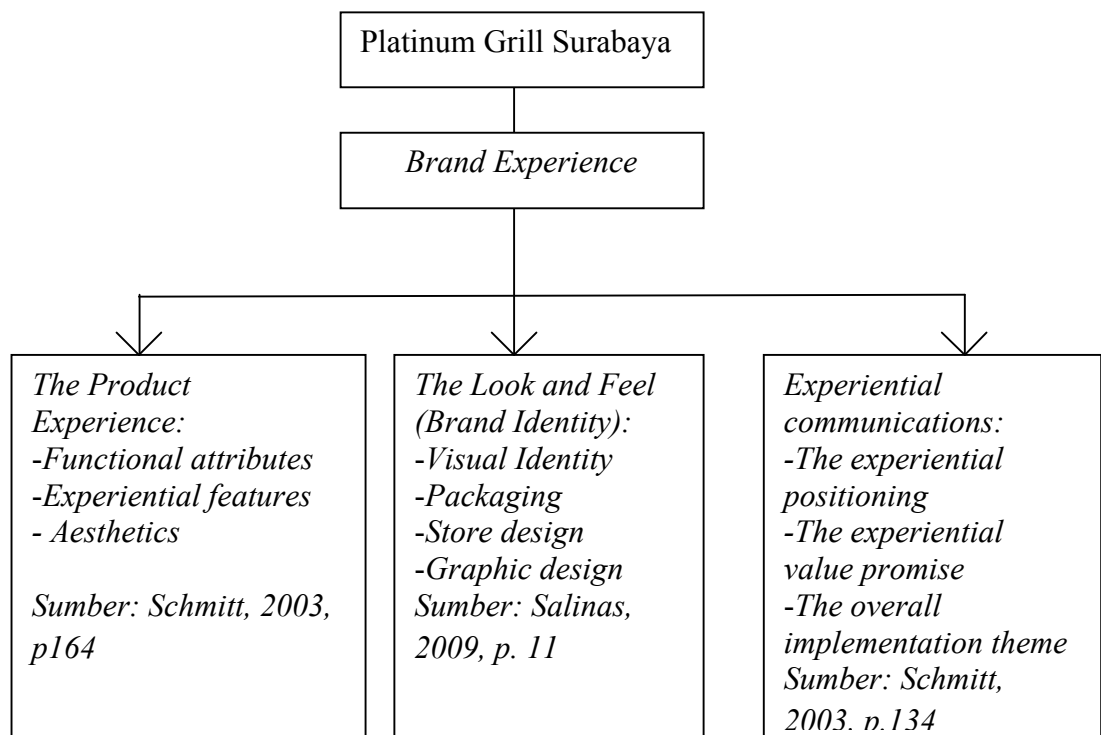 Platinum Grill Surabaya
Brand Experience
The Product
Experience:
-Functional attributes
-Experiential features
- Aesthetics
Sumber: Schmitt, 2003,
p164
The Look and Feel
(Brand Identity):
-Visual Identity
-Packaging
-Store design
-Graphic design
Sumber: Salinas,
2009, p. 11
Experiential
communications:
-The experiential
positioning
-The experiential
value promise
-The overall
implementation theme
Sumber: Schmitt,
2003, p.134